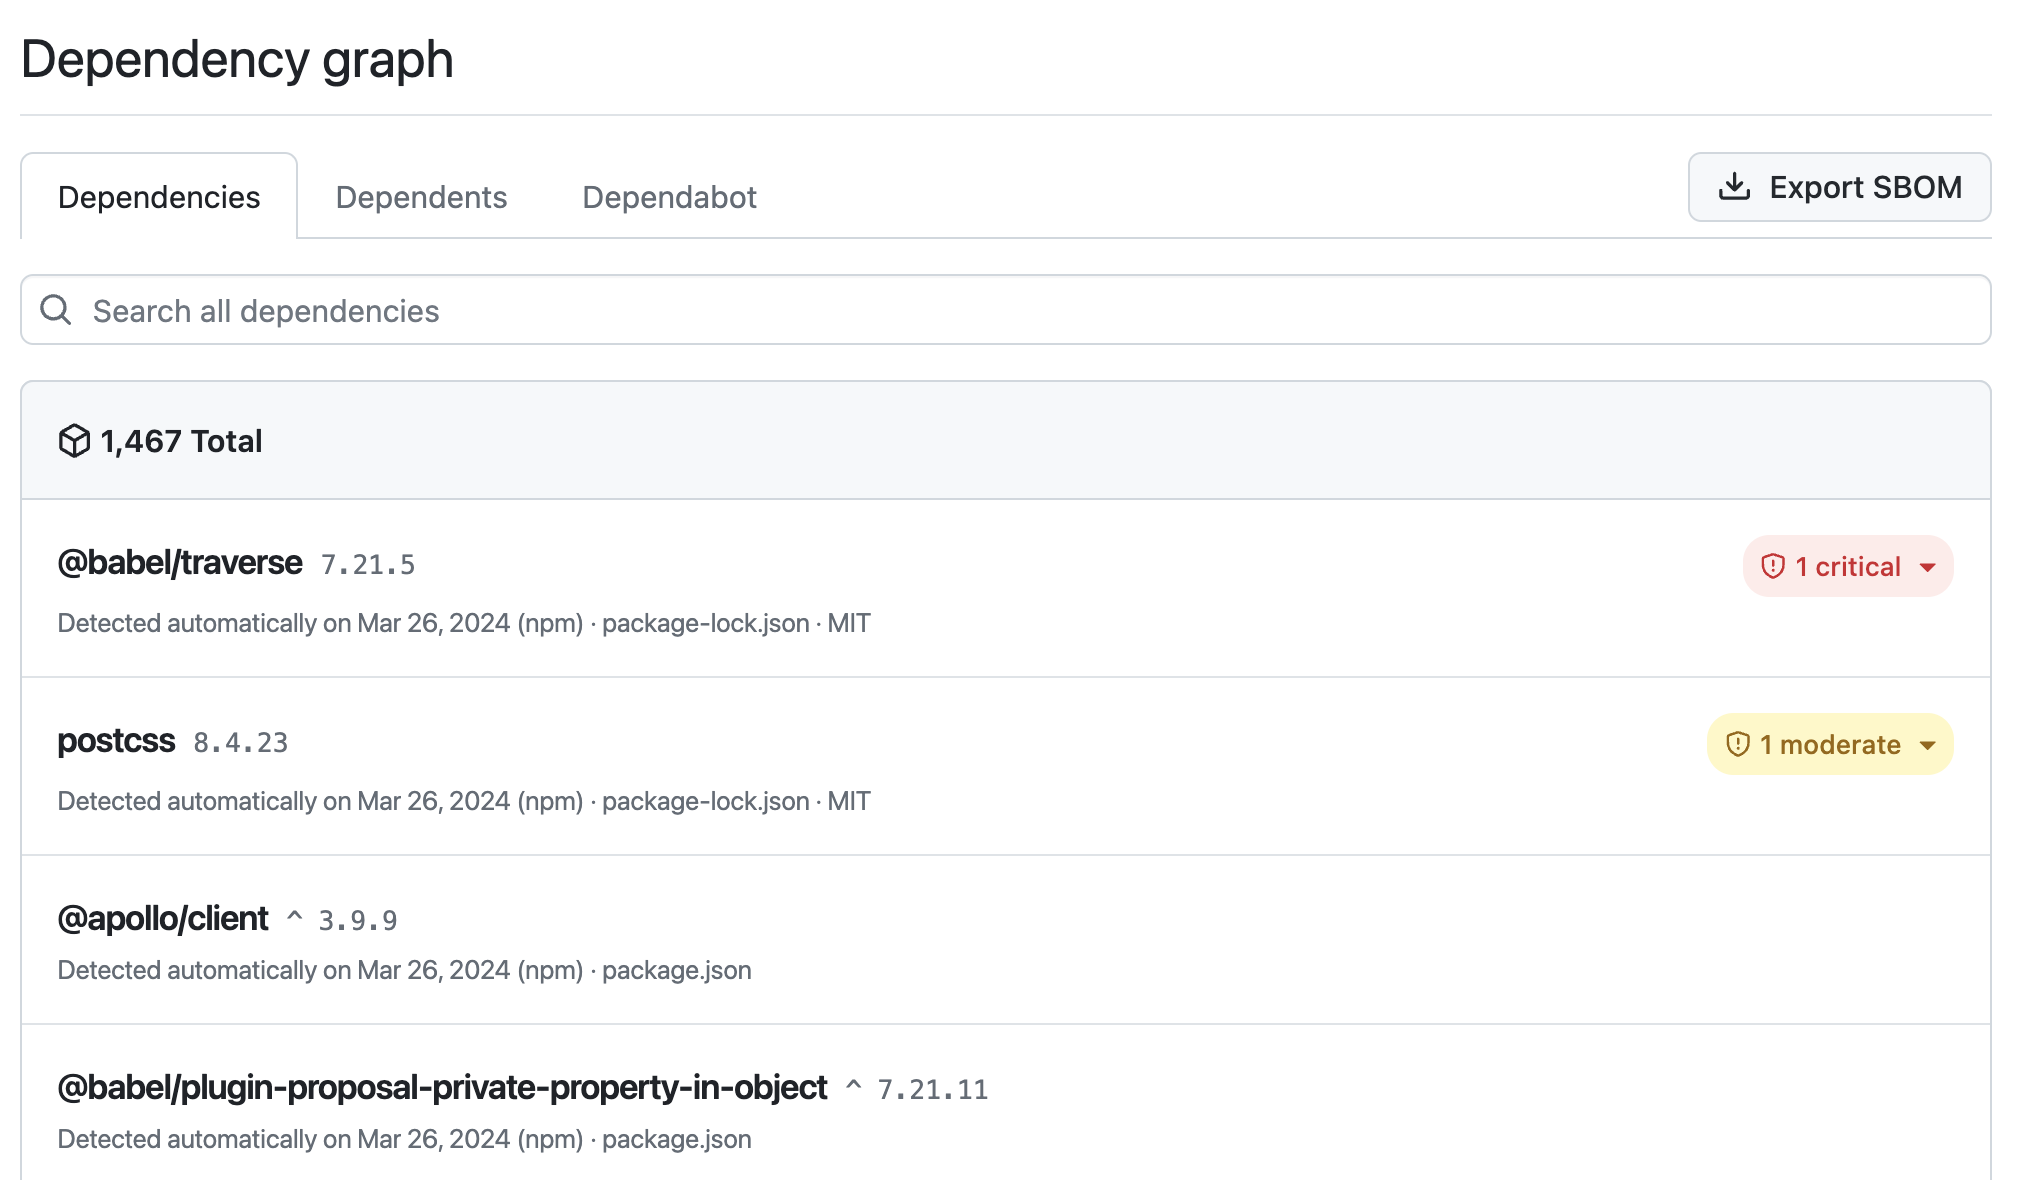 Dependency graph
Dependencies Dependents Dependabot Export SBOM
Search all dependencies
1,467 Total
@babel/traverse 7.21.5 1 critical
Detected automatically on Mar 26, 2024 (npm) · package-lock.json · MIT
postcss 8.4.23 1 moderate
Detected automatically on Mar 26, 2024 (npm) · package-lock.json · MIT
@apollo/client ^ 3.9.9
Detected automatically on Mar 26, 2024 (npm) · package.json
@babel/plugin-proposal-private-property-in-object ^ 7.21.11
Detected automatically on Mar 26, 2024 (npm) · package.json